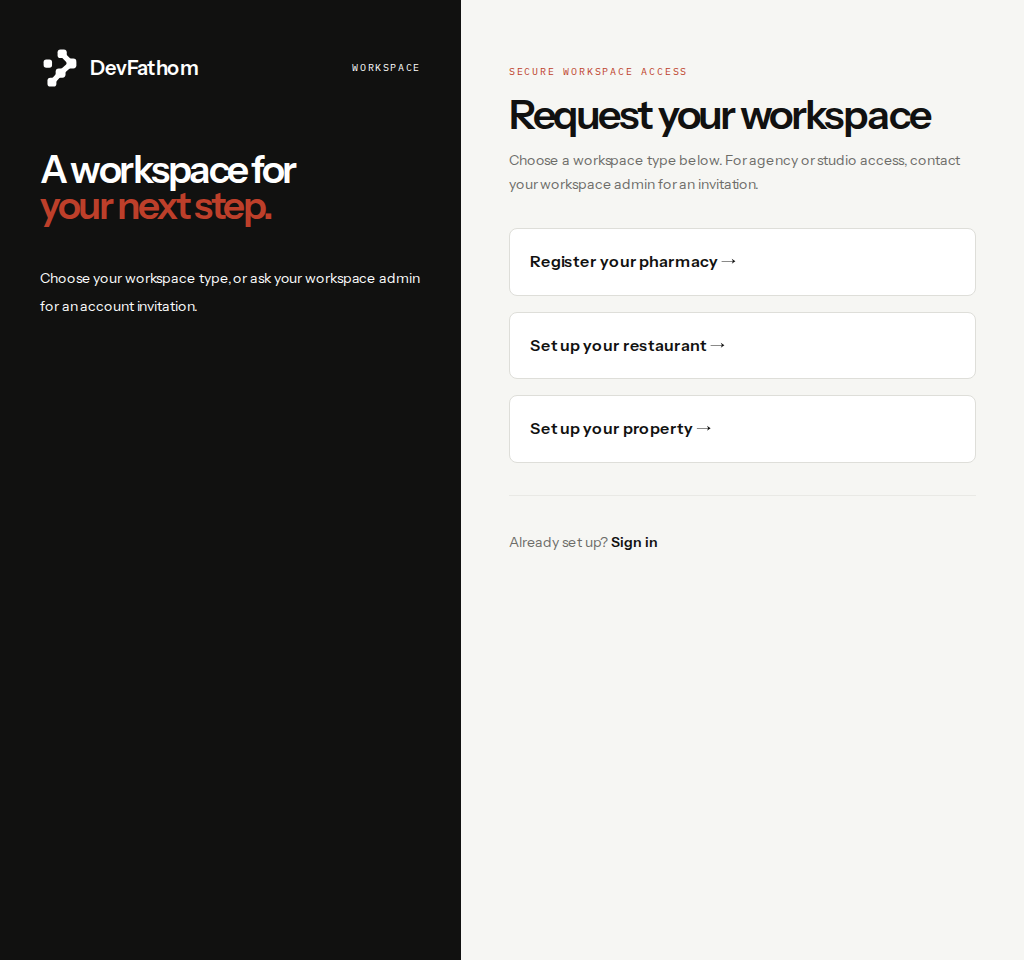 DevFathom
WORKSPACE
A workspace for
your next step.
Choose your workspace type, or ask your workspace admin
for an account invitation.
SECURE WORKSPACE ACCESS
Request your workspace
Choose a workspace type below. For agency or studio access, contact
your workspace admin for an invitation.
Register your pharmacy →
Set up your restaurant →
Set up your property →
Already set up? Sign in